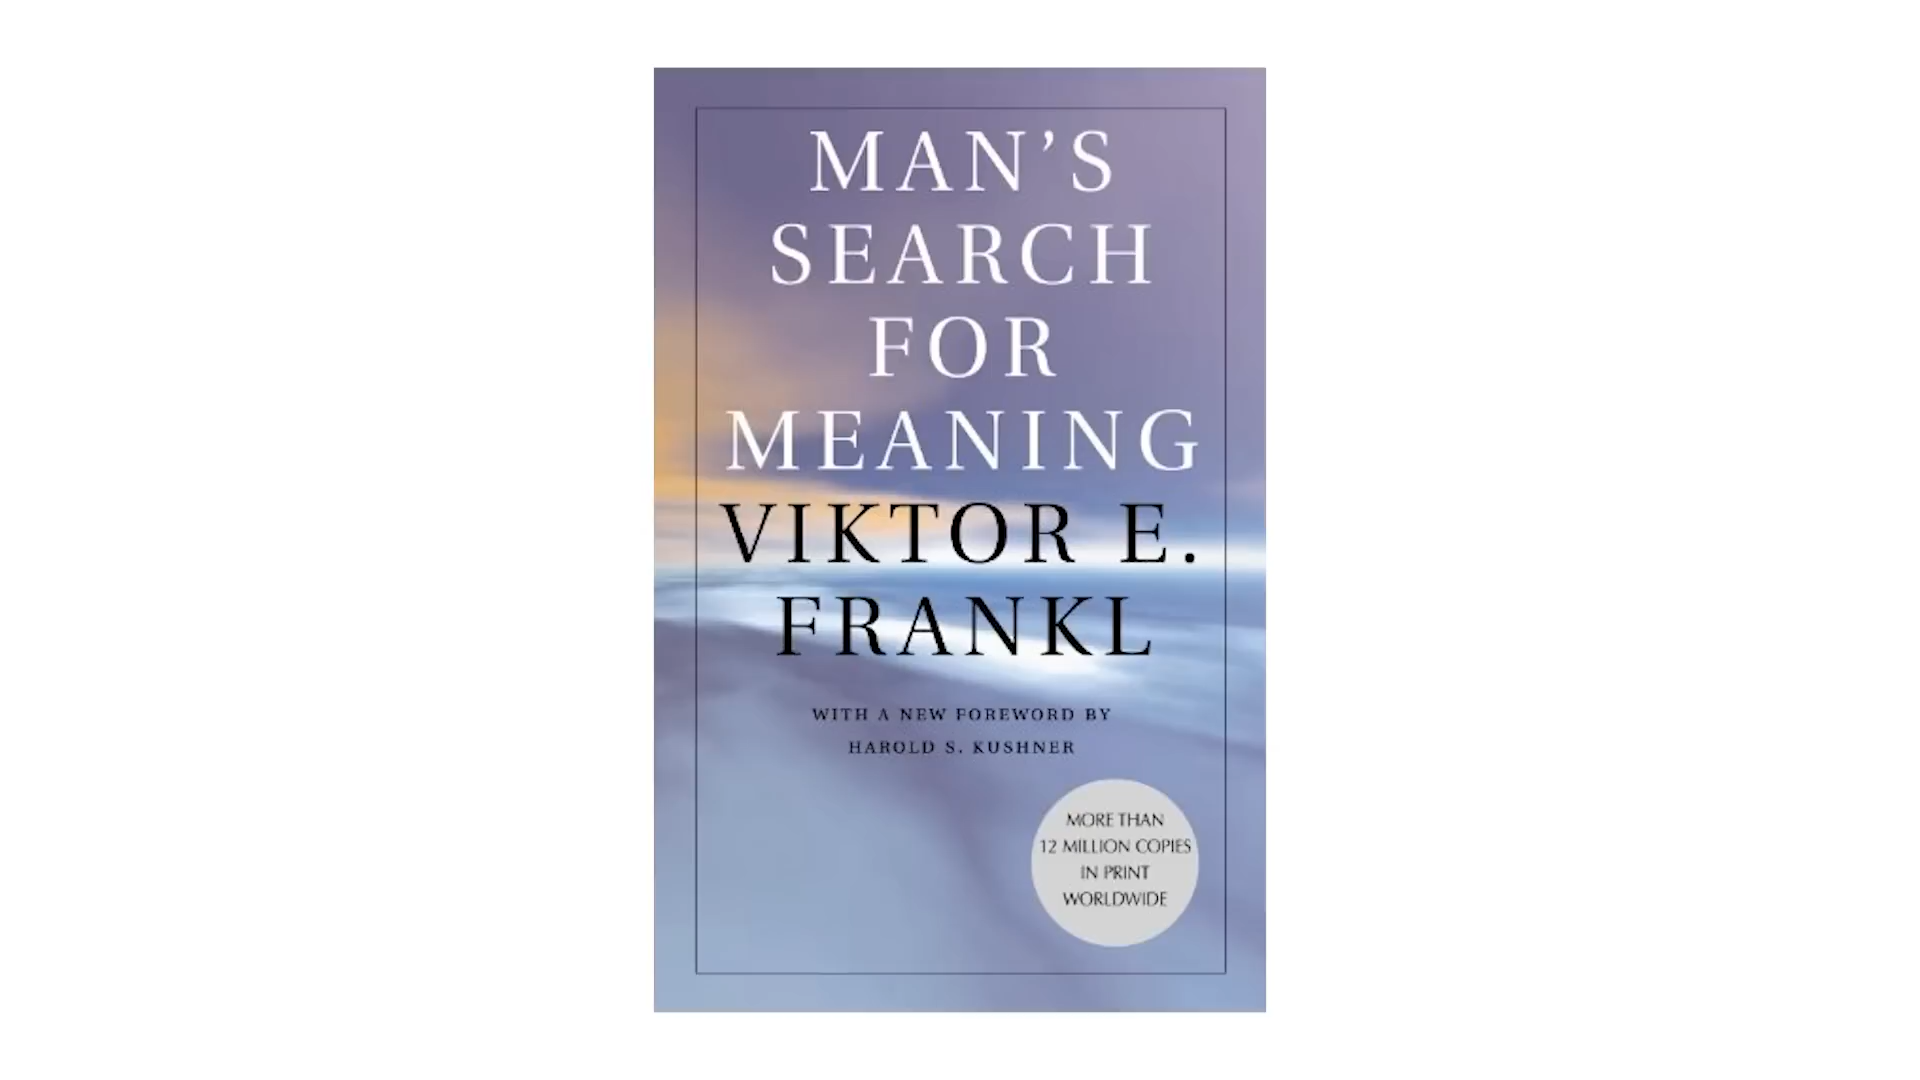 MAN'S
SEARCH
FOR
MEANING
VIKTOR E.
FRANKL
WITH A NEW FOREWORD BY
HAROLD S. KUSHNER
MORE THAN
12 MILLION COPIES
IN PRINT
WORLDWIDE